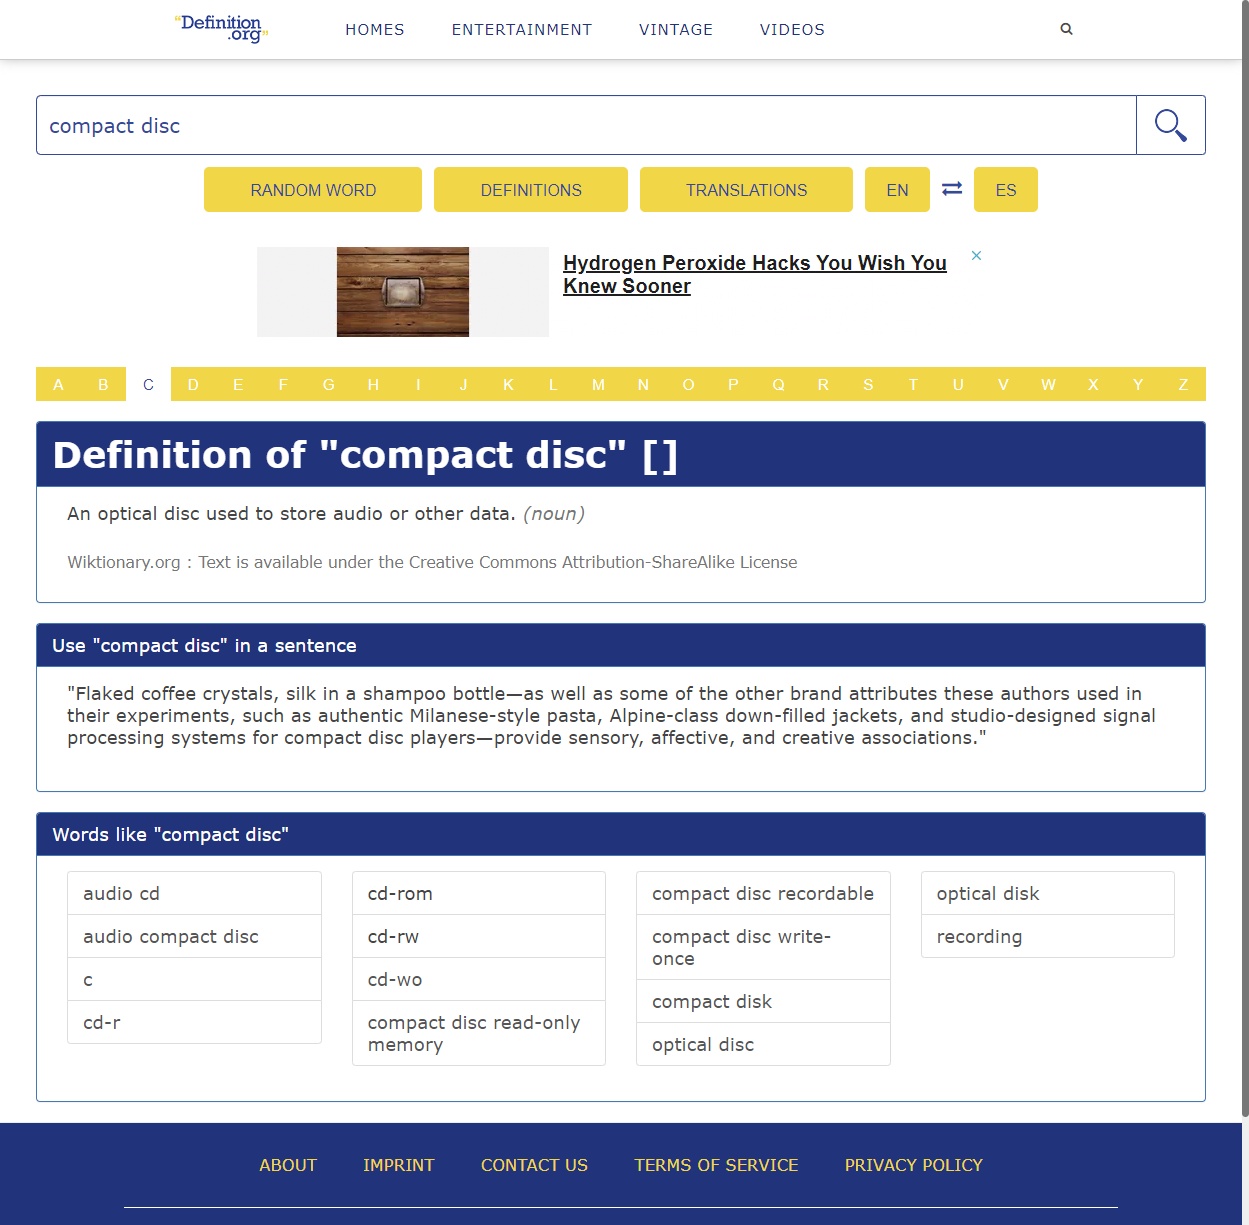 "Definition
.org"
HOMES ENTERTAINMENT VINTAGE VIDEOS
compact disc
RANDOM WORD DEFINITIONS TRANSLATIONS EN ES
Hydrogen Peroxide Hacks You Wish You
Knew Sooner
A B C D E F G H I J K L M N O P Q R S T U V W X Y Z
Definition of "compact disc" []
An optical disc used to store audio or other data. (noun)
Wiktionary.org : Text is available under the Creative Commons Attribution-ShareAlike License
Use "compact disc" in a sentence
"Flaked coffee crystals, silk in a shampoo bottle—as well as some of the other brand attributes these authors used in
their experiments, such as authentic Milanese-style pasta, Alpine-class down-filled jackets, and studio-designed signal
processing systems for compact disc players—provide sensory, affective, and creative associations."
Words like "compact disc"
audio cd
audio compact disc
c
cd-r
cd-rom
cd-rw
cd-wo
compact disc read-only
memory
compact disc recordable
compact disc write-
once
compact disk
optical disc
optical disk
recording
ABOUT IMPRINT CONTACT US TERMS OF SERVICE PRIVACY POLICY